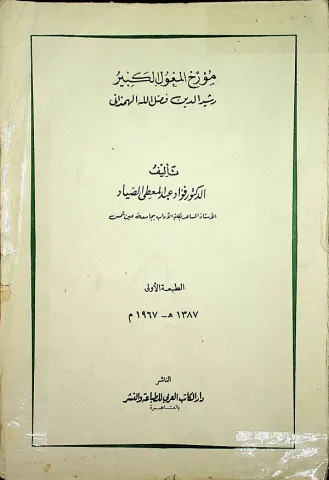 مؤرخ المغول الكبير
رشيد الدين فضل الله الهمذاني
تأليف
الدكتور فؤاد عبد المعطي الصياد
الأستاذ المساعد بكلية الآداب بجامعة عين شمس
الطبعة الأولى
١٣٨٧ هـ - ١٩٦٧ م
الناشر
دار الكاتب العربي للطباعة والنشر
بالقاهرة